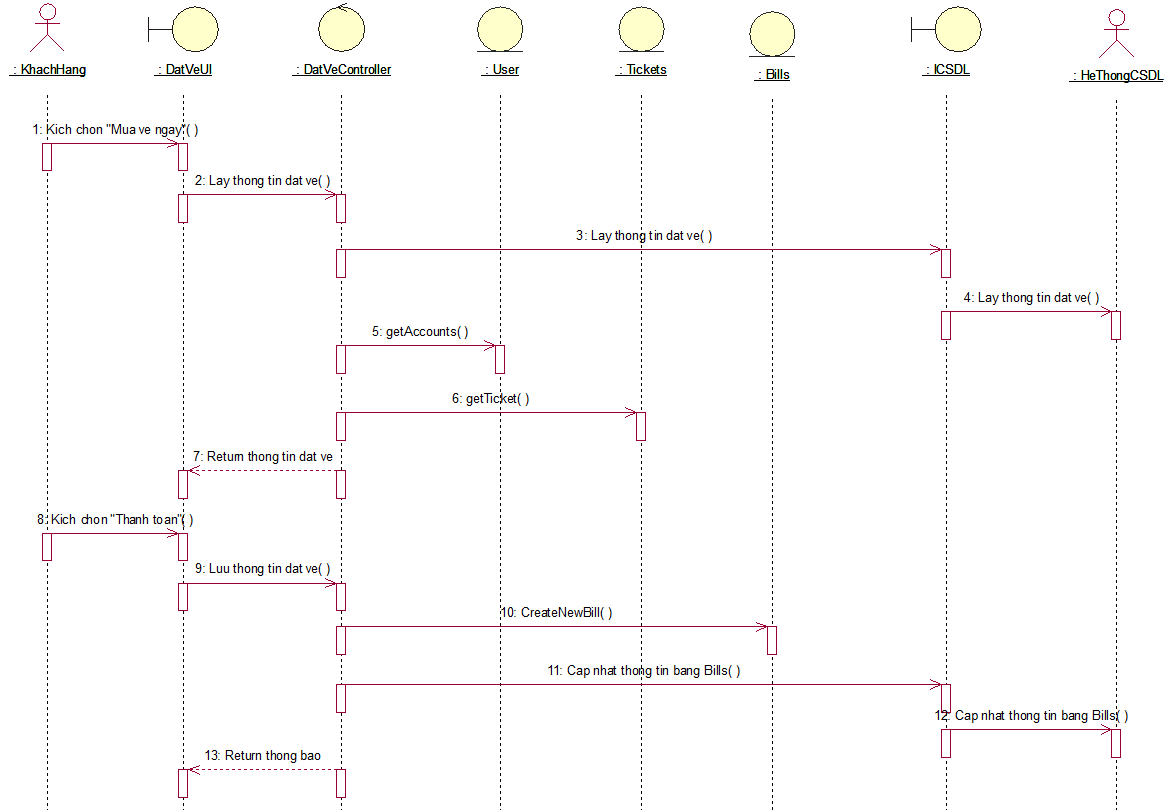 : KhachHang
: DatVeUI
: DatVeController
: User
: Tickets
: Bills
: ICSDL
: HeThongCSDL
1: Kich chon "Mua ve ngay"( )
2: Lay thong tin dat ve( )
3: Lay thong tin dat ve( )
4: Lay thong tin dat ve( )
5: getAccounts( )
6: getTicket( )
7: Return thong tin dat ve
8: Kich chon "Thanh toan"( )
9: Luu thong tin dat ve( )
10: CreateNewBill( )
11: Cap nhat thong tin bang Bills( )
12: Cap nhat thong tin bang Bills( )
13: Return thong bao